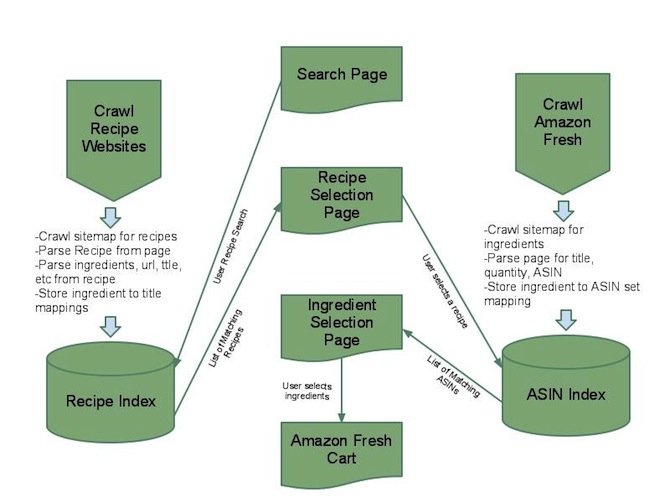 Search Page
Crawl
Recipe
Websites
Crawl
Amazon
Fresh
Recipe
Selection
Page
-Crawl sitemap for recipes
-Parse Recipe from page
-Parse ingredients, url, ttle,
etc from recipe
-Store ingredient to title
mappings
User Recipe Search
List of Matching
Recipes
User selects a recipe
-Crawl sitemap for
ingredients
-Parse page for title,
quantity, ASIN
-Store ingredient to ASIN set
mapping
Ingredient
Selection
Page
List of Matching
ASINs
Recipe Index
User selects
ingredients
ASIN Index
Amazon Fresh
Cart